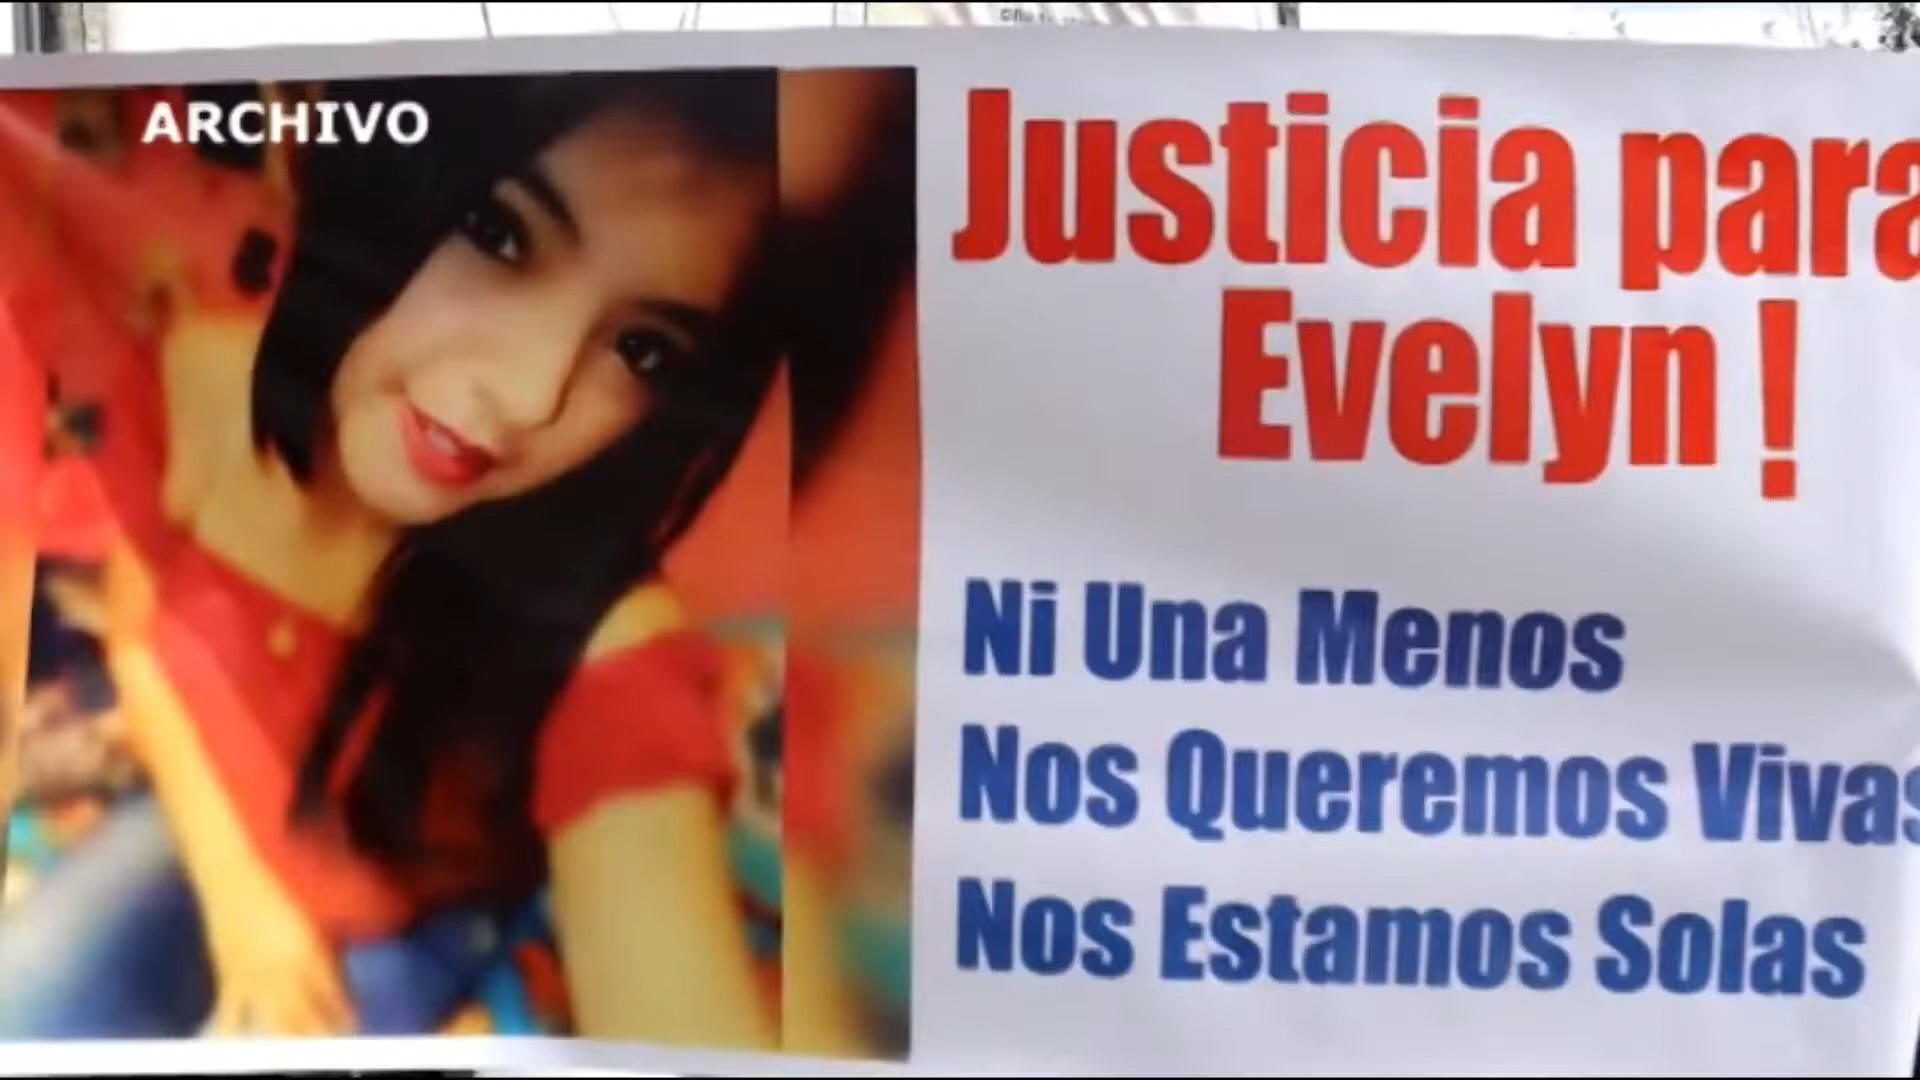 ARCHIVO
Justicia para
Evelyn!
Ni Una Menos
Nos Queremos Vivas
Nos Estamos Solas